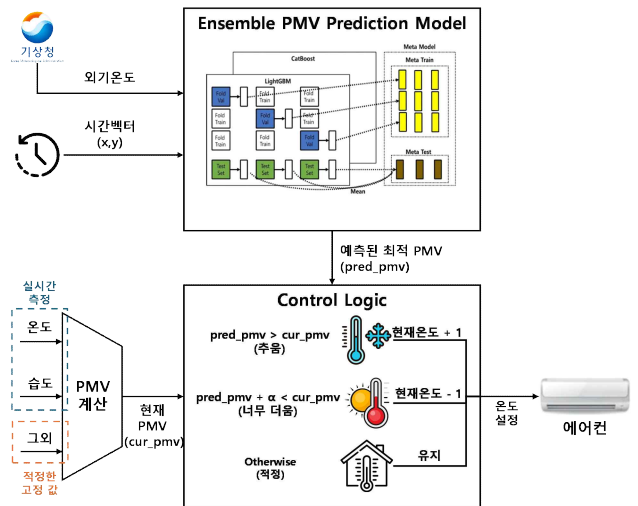 기상청
외기온도
시간벡터
(x,y)
Ensemble PMV Prediction Model
CatBoost
LightGBM
Fold
Val
Fold
Train
Fold
Train
Fold
Train
Fold
Val
Fold
Train
Fold
Train
Fold
Train
Fold
Val
Test
Set
Test
Set
Test
Set
Mean
Meta Model
Meta Train
Meta Test
예측된 최적 PMV
(pred_pmv)
실시간
측정
온도
습도
그외
적정한
고정 값
PMV
계산
현재
PMV
(cur_pmv)
Control Logic
pred_pmv > cur_pmv
(추움)
현재온도 + 1
pred_pmv + α < cur_pmv
(너무 더움)
현재온도 - 1
Otherwise
(적정)
유지
온도
설정
에어컨